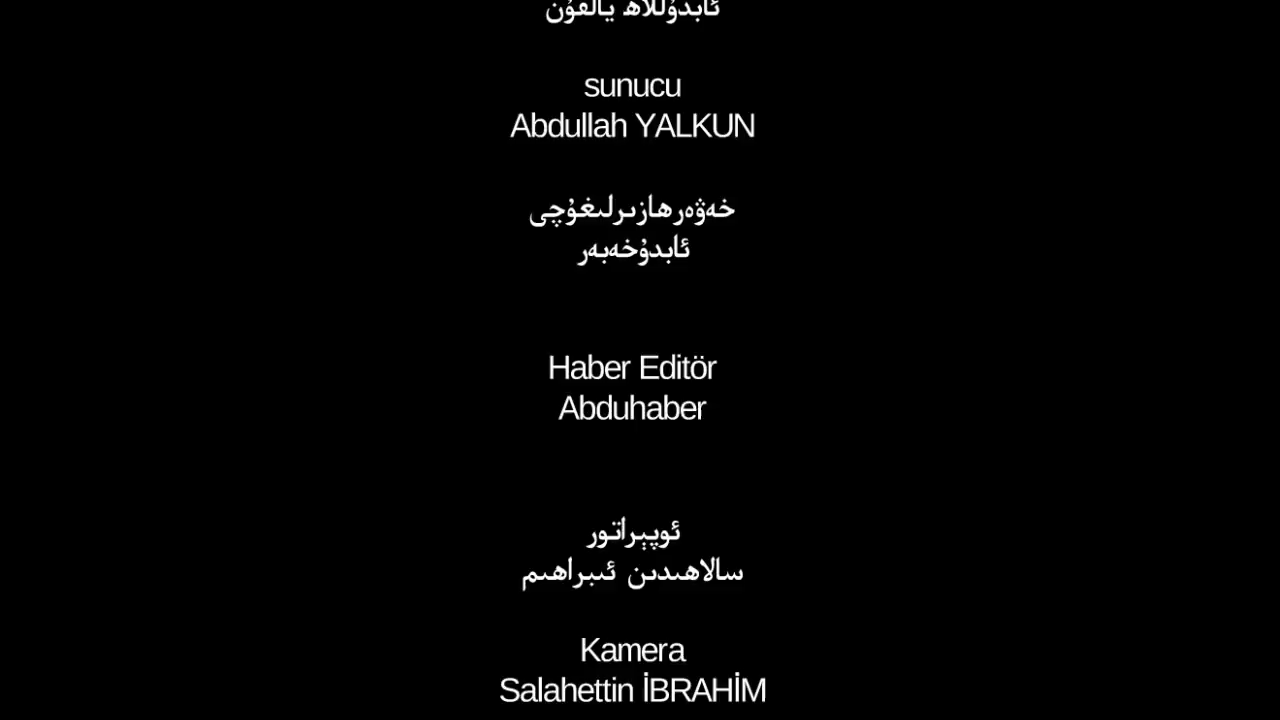 ئابدۇللاھ يالقۇن
sunucu
Abdullah YALKUN
خەۋەرھازىرلىغۇچى
ئابدۇخەبەر
Haber Editör
Abduhaber
ئوپېراتور
سالاھىدىن ئىبراھىم
Kamera
Salahettin İBRAHİM